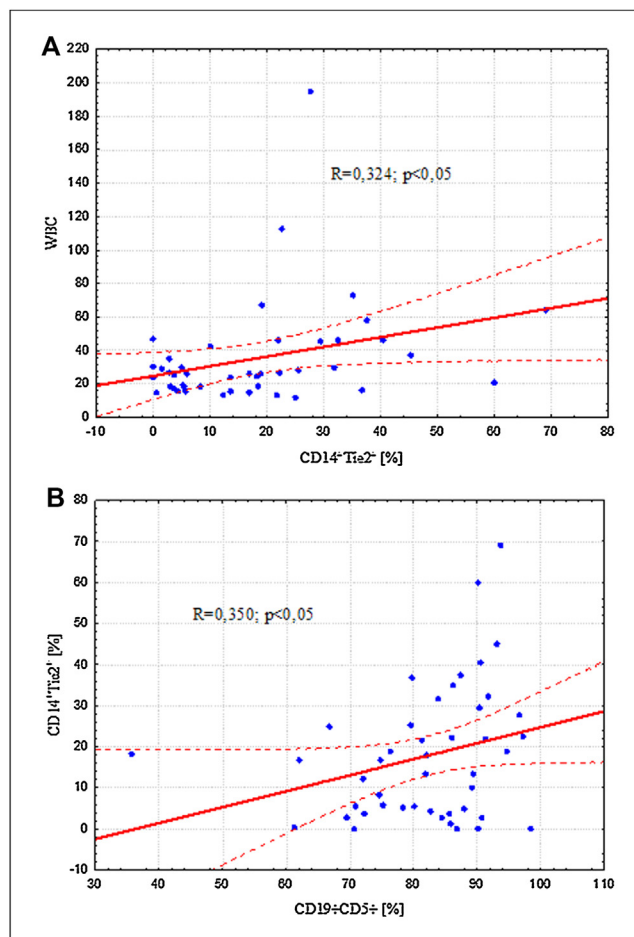 A
220
200
180
160
140
120
100
80
60
40
20
0
WBC
R=0,324; p<0,05
-10 0 10 20 30 40 50 60 70 80
CD14+Tie2+ [%]
B
80
70
60
50
40
30
20
10
0
-10
CD14+Tie2+ [%]
R=0,350; p<0,05
30 40 50 60 70 80 90 100 110
CD19+CD5+ [%]